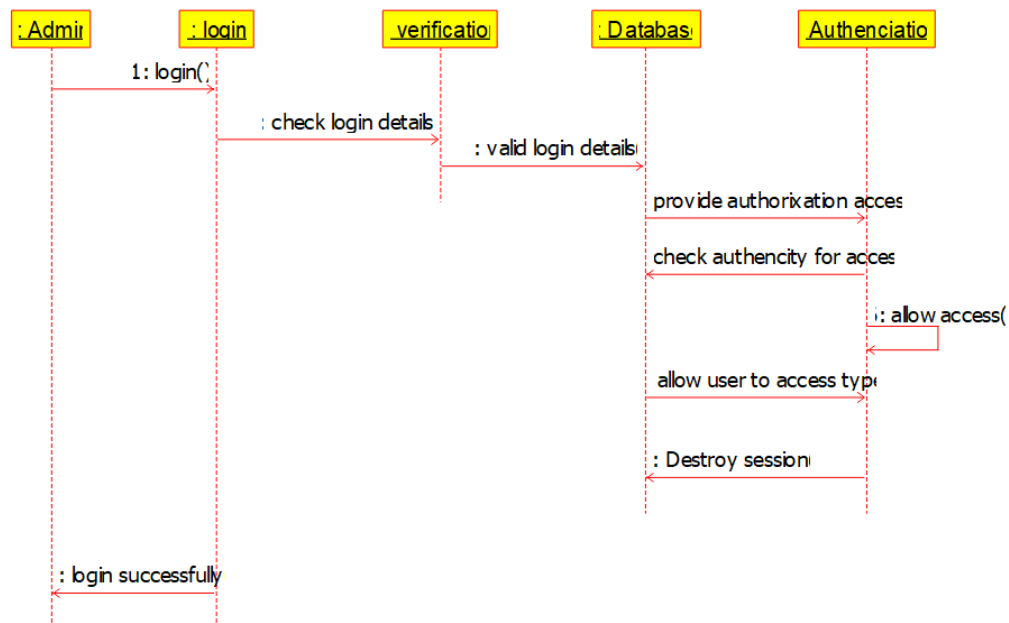 : Admin
: login
verificatio
: Databas
Authenciatio
1: login()
: check login details
: valid login details(
provide authorixation acces
check authencity for acces
: allow access(
allow user to access type
: Destroy session(
: login successfully